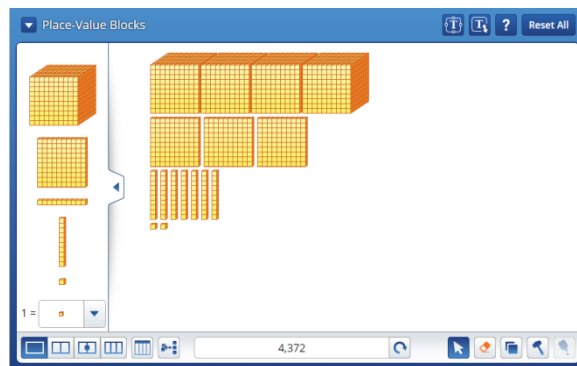 Place-Value Blocks
T T ? Reset All
1 =
4,372